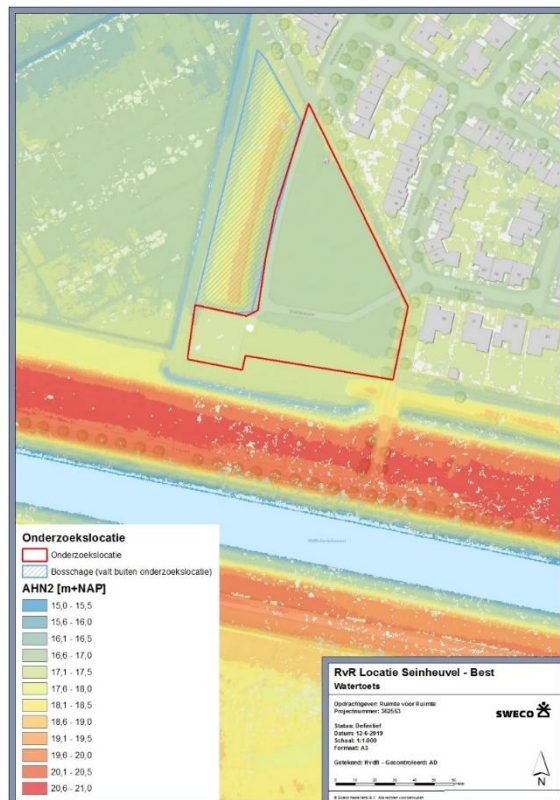 Onderzoekslocatie
Onderzoekslocatie
Bosschage (valt buiten onderzoekslocatie)
AHN2 [m+NAP]
15,0 - 15,5
15,6 - 16,0
16,1 - 16,5
16,6 - 17,0
17,1 - 17,5
17,6 - 18,0
18,1 - 18,5
18,6 - 19,0
19,1 - 19,5
19,6 - 20,0
20,1 - 20,5
20,6 - 21,0
RvR Locatie Seinheuvel - Best
Watertoets
Opdrachtgever: Ruimte voor Ruimte
Projectnummer: 362553
SWECO
Status: Definitief
Datum: 12-6-2019
Schaal: 1:1.000
Formaat: A3
Getekend: HvdB - Gecontroleerd: AB
N